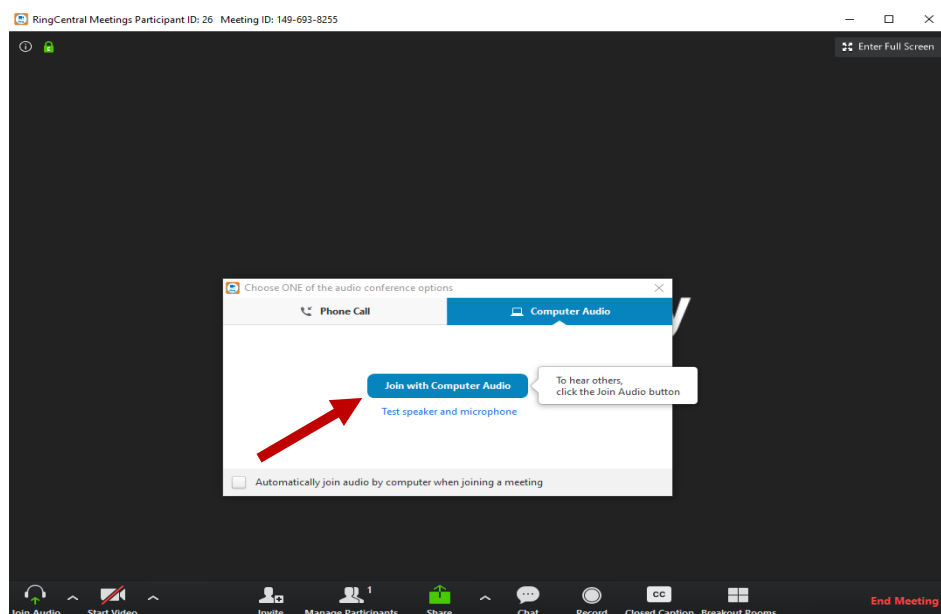 RingCentral Meetings Participant ID: 26 Meeting ID: 149-693-8255
Enter Full Screen
Choose ONE of the audio conference options
Phone Call
Computer Audio
y
Join with Computer Audio
To hear others,
click the Join Audio button
Test speaker and microphone
Automatically join audio by computer when joining a meeting
1
CC
Join Audio
Start Video
Invite
Manage Participants
Share
Chat
Record
Closed Caption
Breakout Rooms
End Meeting